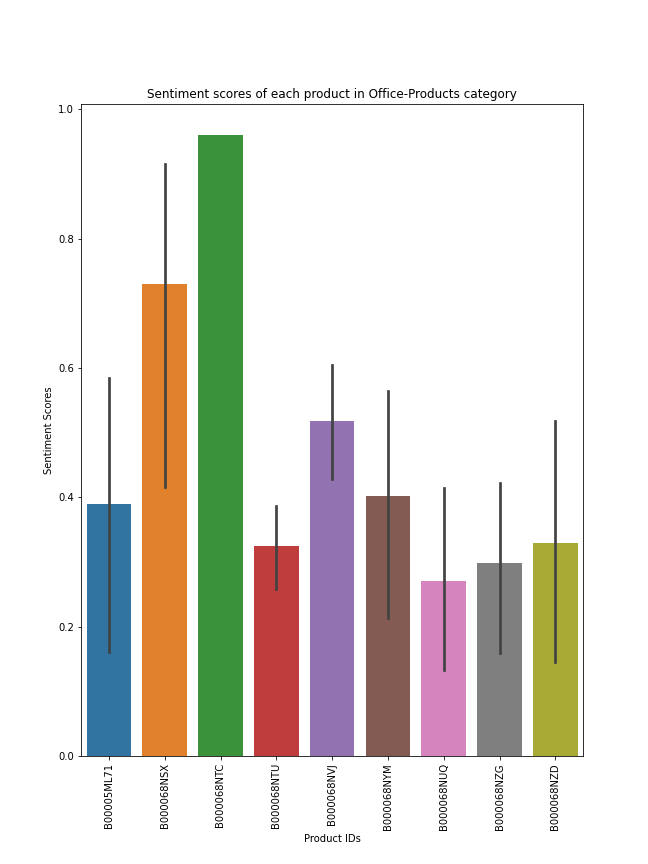 Sentiment scores of each product in Office-Products category
1.0
0.8
0.6
0.4
0.2
0.0
Sentiment Scores
B00005ML71
B000068NSX
B000068NTC
B000068NTU
B000068NVJ
B000068NYM
B000068NUQ
B000068NZG
B000068NZD
Product IDs